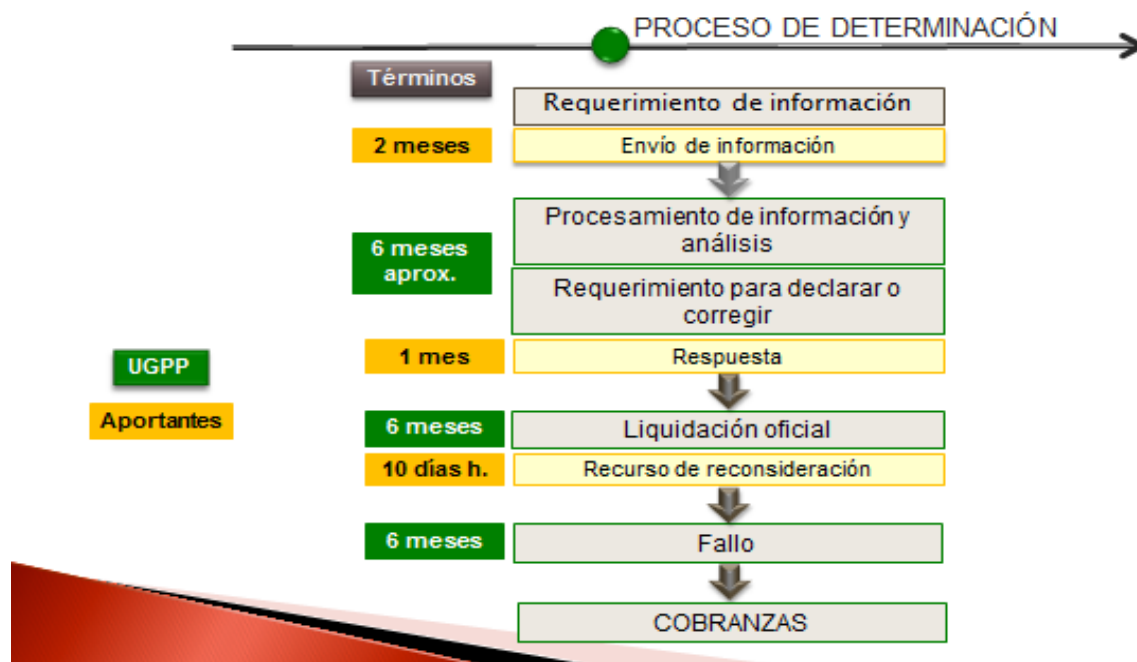 PROCESO DE DETERMINACIÓN
Términos
Requerimiento de información
2 meses
Envío de información
6 meses
aprox.
Procesamiento de información y
análisis
Requerimiento para declarar o
corregir
1 mes
Respuesta
UGPP
Aportantes
6 meses
Liquidación oficial
10 días h.
Recurso de reconsideración
6 meses
Fallo
COBRANZAS